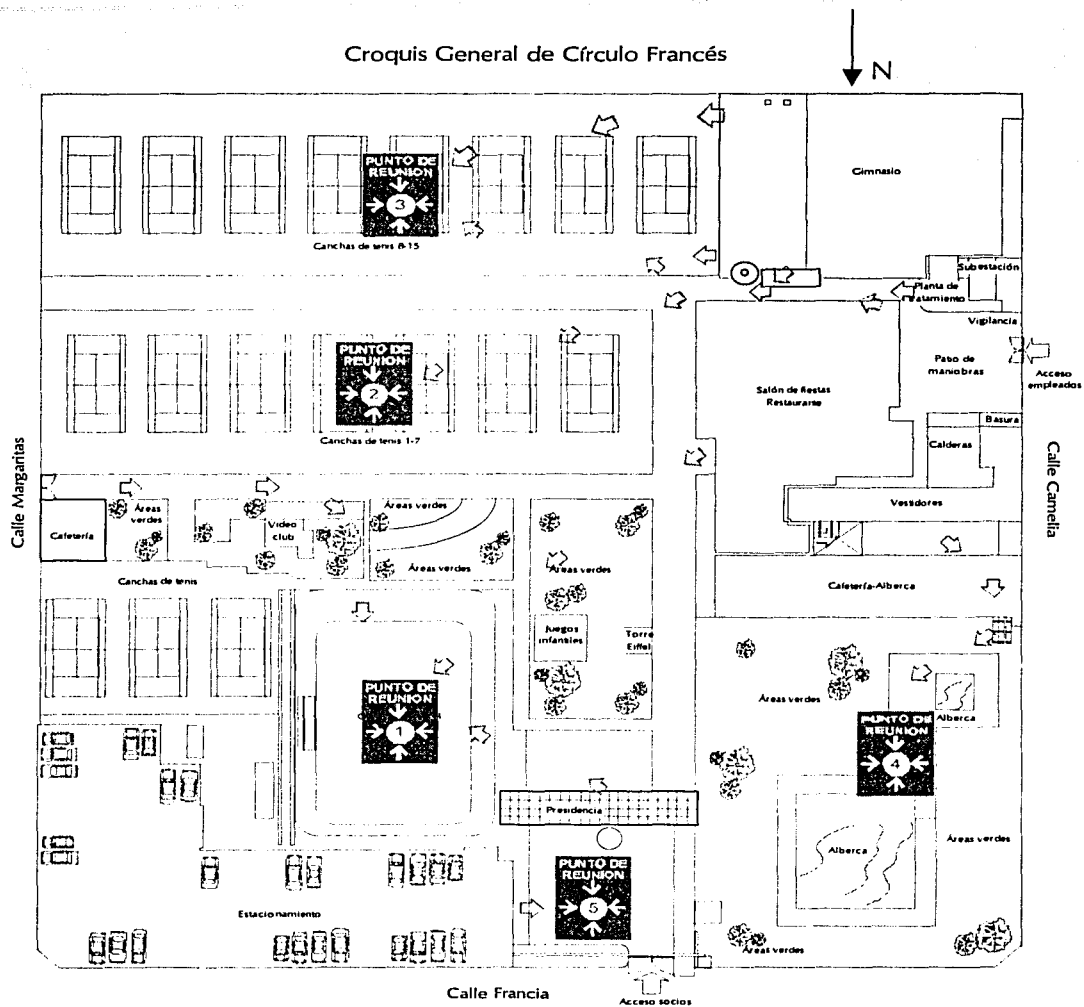 Croquis General de Círculo Francés
N
Gimnasio
PUNTO DE
REUNION
3
Canchas de tenis 8-15
Subestación
Planta de
tratamiento
Vigilancia
Acceso
empleados
Patio de
maniobras
PUNTO DE
REUNION
2
Salón de fiestas
Restaurante
Canchas de tenis 1-7
Basura
Calderas
Calle Margaritas
Calle Camelia
Vestidores
Cafetería
Áreas
verdes
Video
club
Áreas verdes
Áreas verdes
Áreas verdes
Canchas de tenis
Cafetería-Alberca
Juegos
infantiles
Torre
Eiffel
PUNTO DE
REUNION
1
Áreas verdes
Alberca
PUNTO DE
REUNION
4
Presidencia
Alberca
Áreas verdes
PUNTO DE
REUNION
5
Estacionamiento
Áreas verdes
Calle Francia
Acceso socios